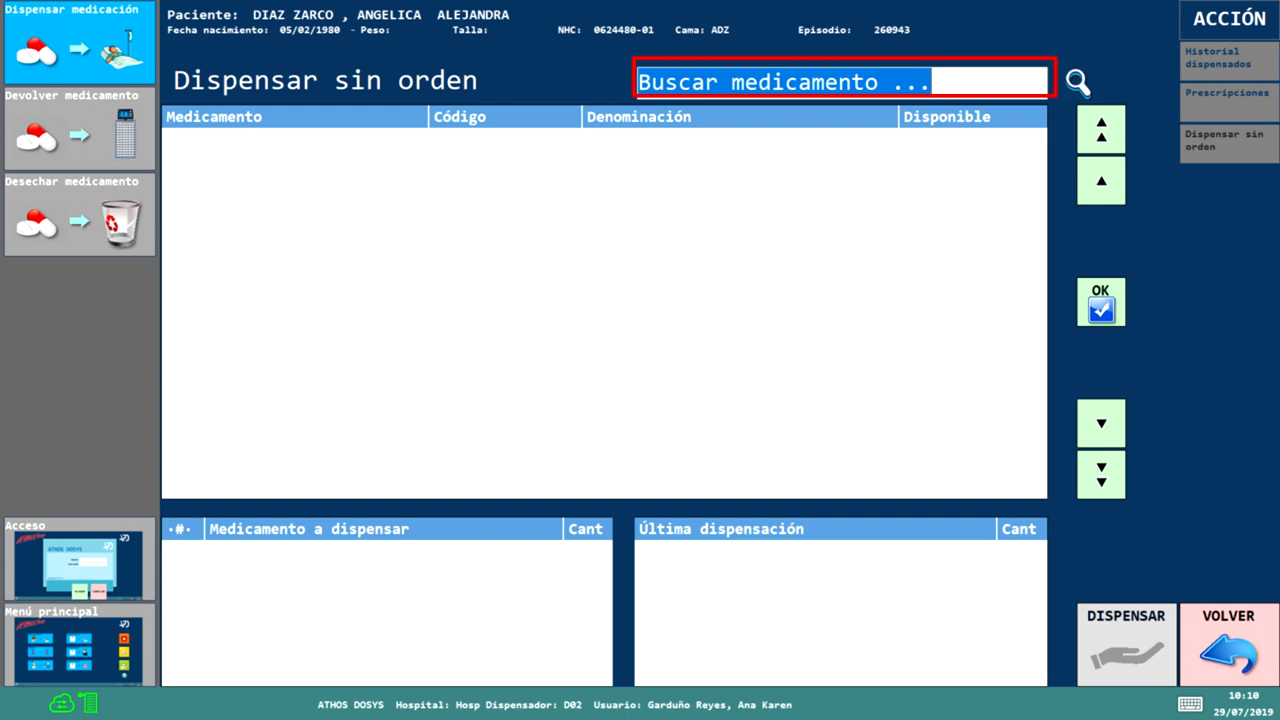 Dispensar medicación
Paciente: DIAZ ZARCO , ANGELICA ALEJANDRA
Fecha nacimiento: 05/02/1980 - Peso: Talla: NHC: 0624480-01 Cama: ADZ Episodio: 260943
ACCIÓN
Historial
dispensados
Prescripciones
Dispensar sin
orden
Dispensar sin orden
Buscar medicamento ...
Devolver medicamento
Desechar medicamento
Medicamento Código Denominación Disponible
OK
·#· Medicamento a dispensar Cant
Última dispensación Cant
Acceso
ATHOS DOSYS
Menú principal
DISPENSAR
VOLVER
ATHOS DOSYS Hospital: Hosp Dispensador: D02 Usuario: Garduño Reyes, Ana Karen
10:10
29/07/2019